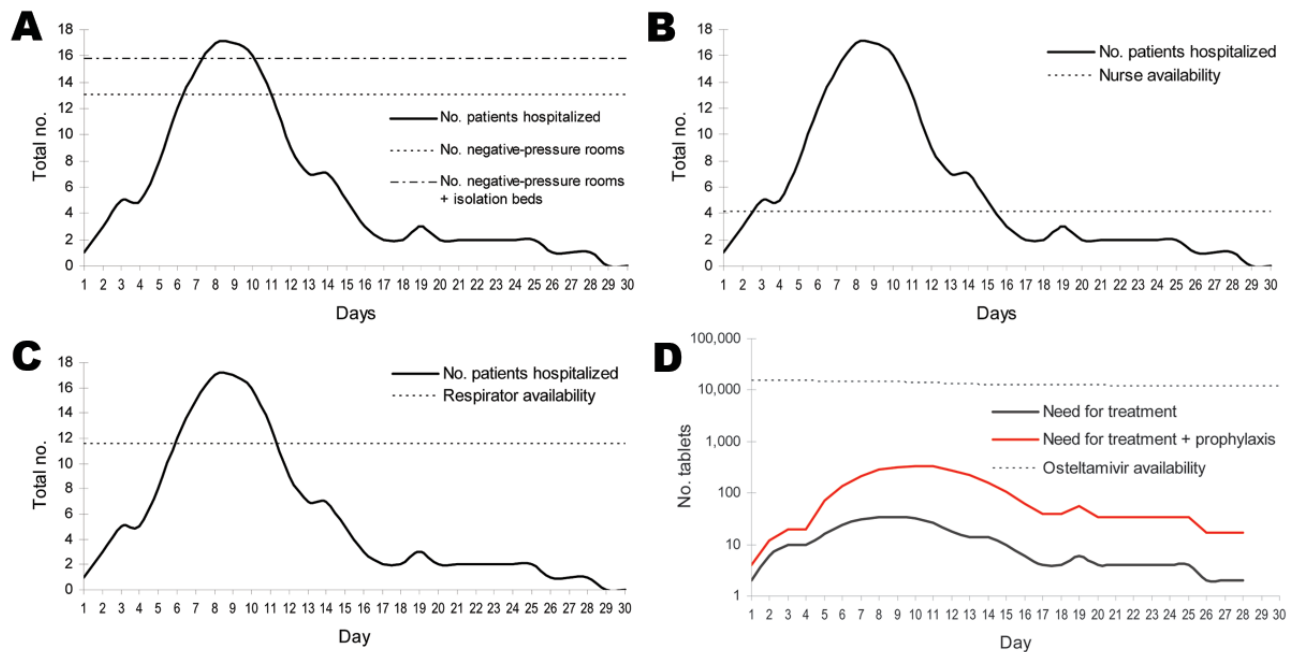 A
18
16
14
12
10
8
6
4
2
0
Total no.
No. patients hospitalized
No. negative-pressure rooms
No. negative-pressure rooms
+ isolation beds
1 2 3 4 5 6 7 8 9 10 11 12 13 14 15 16 17 18 19 20 21 22 23 24 25 26 27 28 29 30
Days
B
18
16
14
12
10
8
6
4
2
0
Total no.
No. patients hospitalized
Nurse availability
1 2 3 4 5 6 7 8 9 10 11 12 13 14 15 16 17 18 19 20 21 22 23 24 25 26 27 28 29 30
Days
C
18
16
14
12
10
8
6
4
2
0
Total no.
No. patients hospitalized
Respirator availability
1 2 3 4 5 6 7 8 9 10 11 12 13 14 15 16 17 18 19 20 21 22 23 24 25 26 27 28 29 30
Day
D
100,000
10,000
1,000
100
10
1
No. tablets
Need for treatment
Need for treatment + prophylaxis
Osteltamivir availability
1 2 3 4 5 6 7 8 9 10 11 12 13 14 15 16 17 18 19 20 21 22 23 24 25 26 27 28 29 30
Day